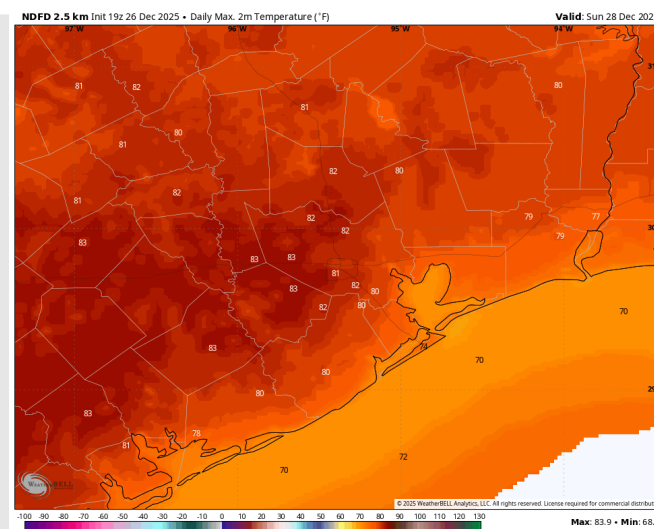 NDFD 2.5 km Init 19z 26 Dec 2025 • Daily Max. 2m Temperature (°F)
Valid: Sun 28 Dec 202
97°W 96°W 95°W 94°W
81 82 80
81
80
81
82 80
82
81
79 77
82
82 79
83
83 83
81
83 82 80
82 80
70
74
83
70
80
80
83
78
81
72
70
WeatherBELL
© 2025 WeatherBELL Analytics, LLC. All rights reserved. License required for commercial distribut
-100 -90 -80 -70 -60 -50 -40 -30 -20 -10 0 10 20 30 40 50 60 70 80 90 100 110 120 130
Max: 83.9 • Min: 68.